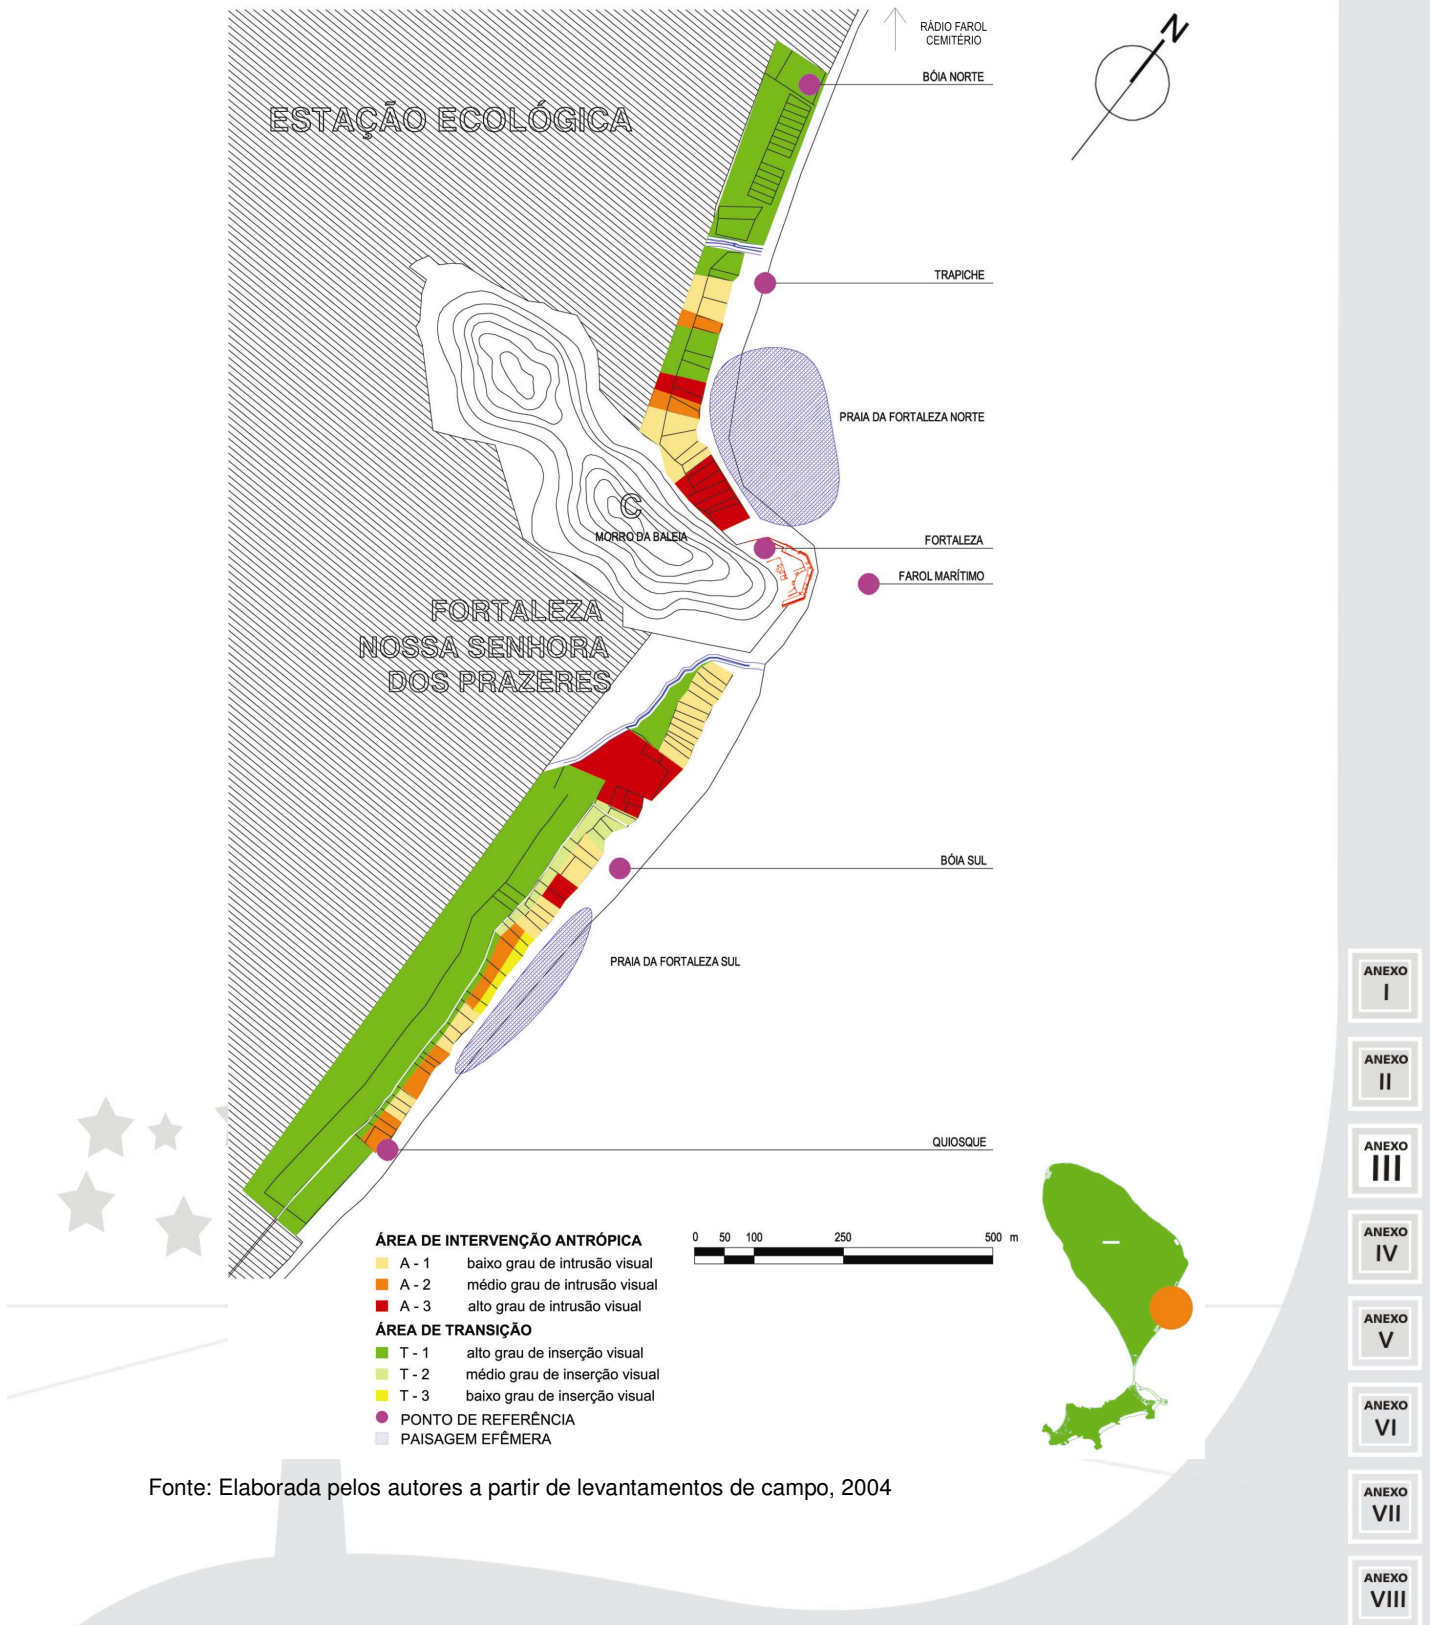 RÁDIO FAROL
CEMITÉRIO
N
BÓIA NORTE
ESTAÇÃO ECOLÓGICA
TRAPICHE
PRAIA DA FORTALEZA NORTE
C
MORRO DA BALEIA
FORTALEZA
FAROL MARÍTIMO
FORTALEZA
NOSSA SENHORA
DOS PRAZERES
BÓIA SUL
PRAIA DA FORTALEZA SUL
QUIOSQUE
ÁREA DE INTERVENÇÃO ANTRÓPICA
A - 1 baixo grau de intrusão visual
A - 2 médio grau de intrusão visual
A - 3 alto grau de intrusão visual
ÁREA DE TRANSIÇÃO
T - 1 alto grau de inserção visual
T - 2 médio grau de inserção visual
T - 3 baixo grau de inserção visual
PONTO DE REFERÊNCIA
PAISAGEM EFÊMERA
0 50 100 250 500 m
Fonte: Elaborada pelos autores a partir de levantamentos de campo, 2004
ANEXO
I
ANEXO
II
ANEXO
III
ANEXO
IV
ANEXO
V
ANEXO
VI
ANEXO
VII
ANEXO
VIII